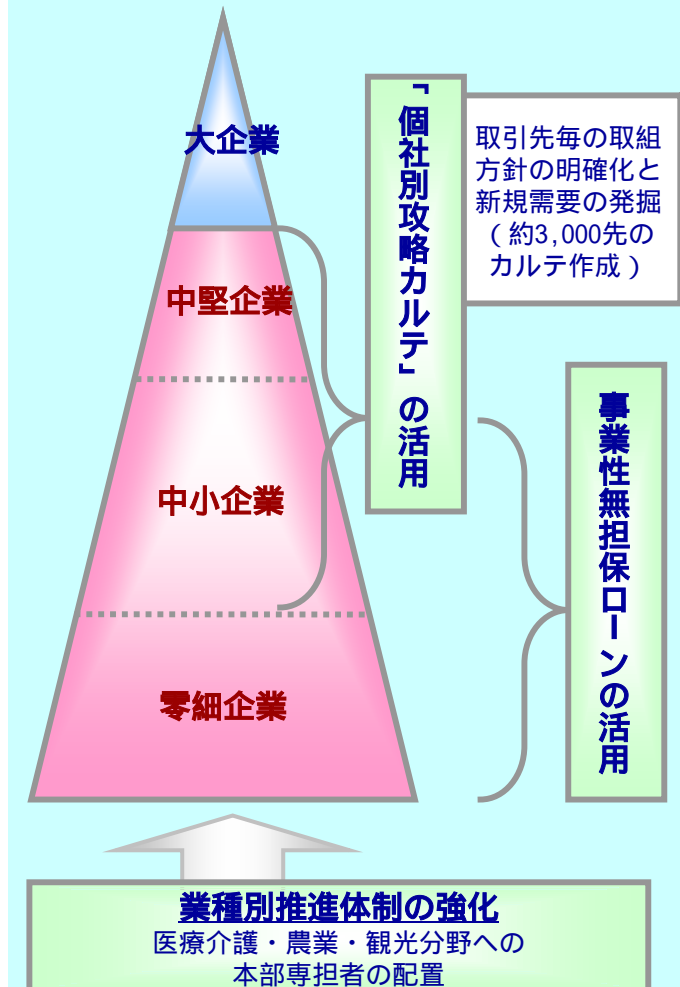 大企業
中堅企業
中小企業
零細企業
「個社別攻略カルテ」の活用
取引先毎の取組
方針の明確化と
新規需要の発掘
（約3,000先の
カルテ作成）
事業性無担保ローンの活用
業種別推進体制の強化
医療介護・農業・観光分野への
本部専担者の配置